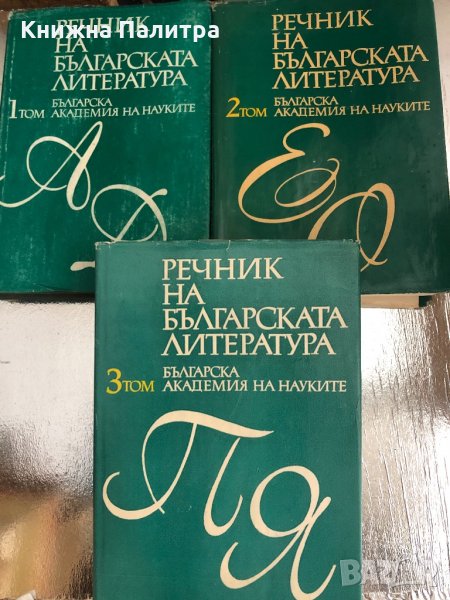 Книжна Палитра
РЕЧНИК
НА
БЪЛГАРСКАТА
ЛИТЕРАТУРА
1 ТОМ БЪЛГАРСКА
АКАДЕМИЯ НА НАУКИТЕ
А
Д
РЕЧНИК
НА
БЪЛГАРСКАТА
ЛИТЕРАТУРА
2 ТОМ БЪЛГАРСКА
АКАДЕМИЯ НА НАУКИТЕ
Е
О
РЕЧНИК
НА
БЪЛГАРСКАТА
ЛИТЕРАТУРА
3 ТОМ БЪЛГАРСКА
АКАДЕМИЯ НА НАУКИТЕ
П
Я
bazar